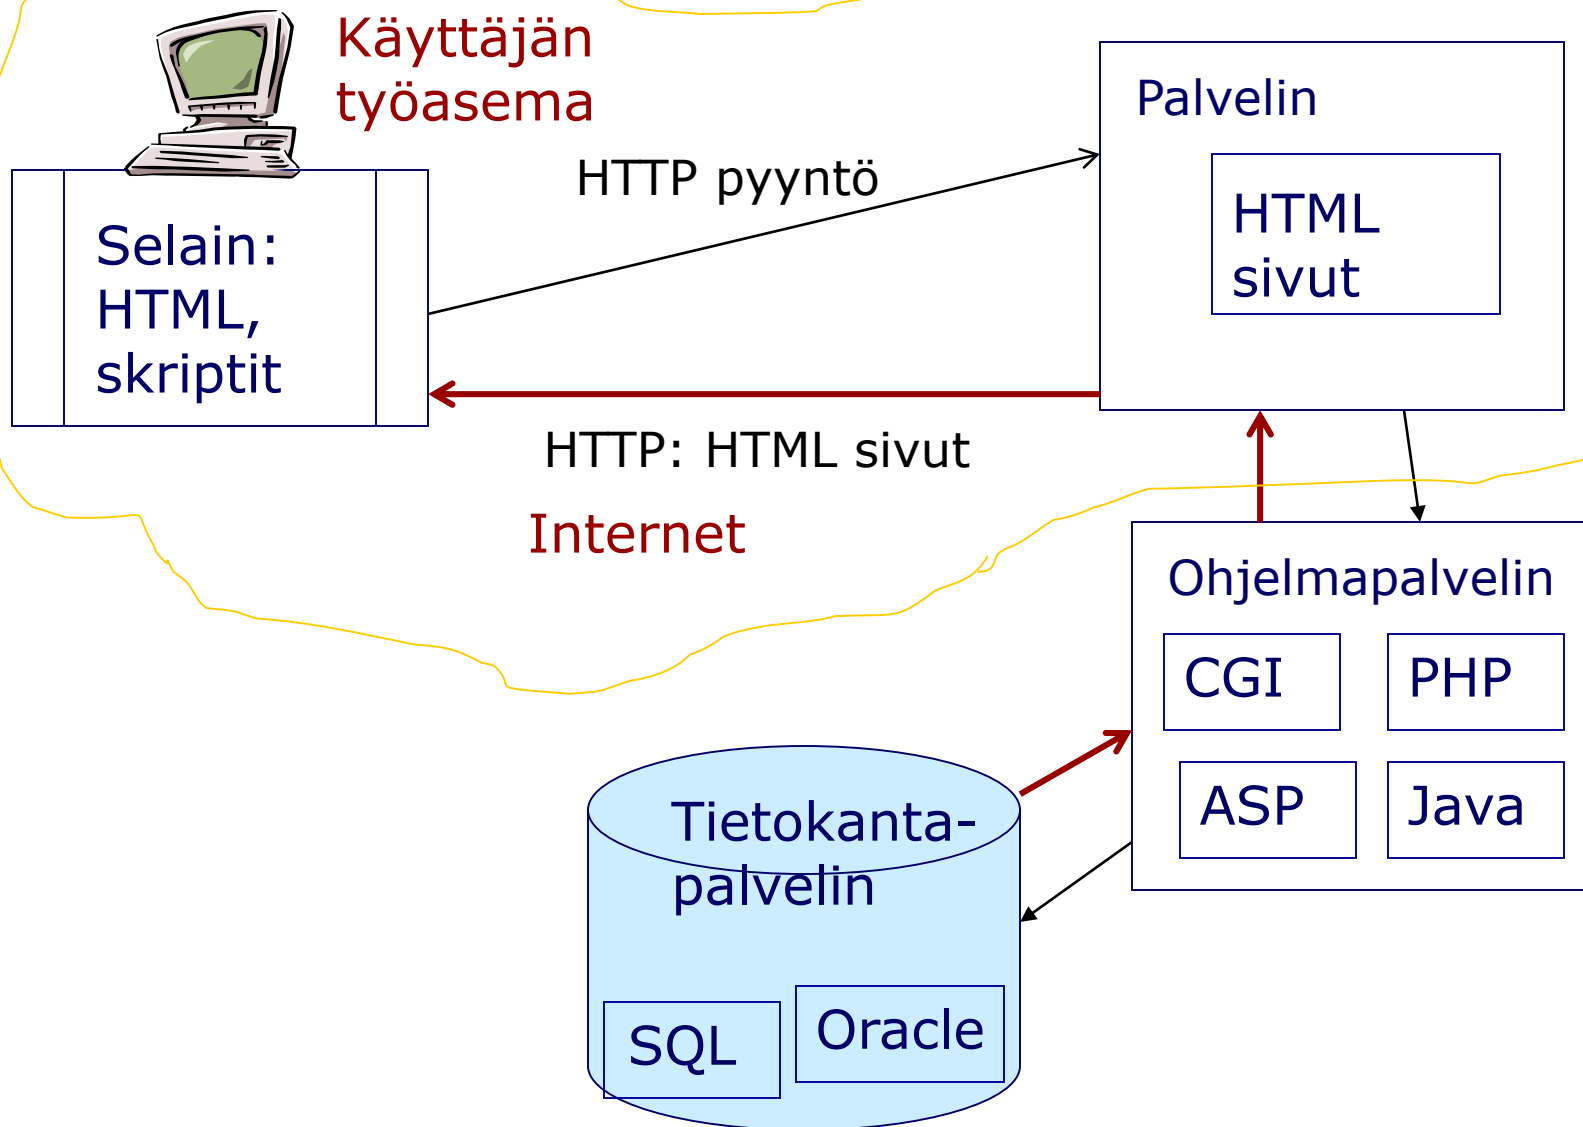 Käyttäjän
työasema
Palvelin
HTTP pyyntö
HTML
sivut
Selain:
HTML,
skriptit
HTTP: HTML sivut
Internet
Ohjelmapalvelin
CGI
PHP
ASP
Java
Tietokanta-
palvelin
SQL
Oracle